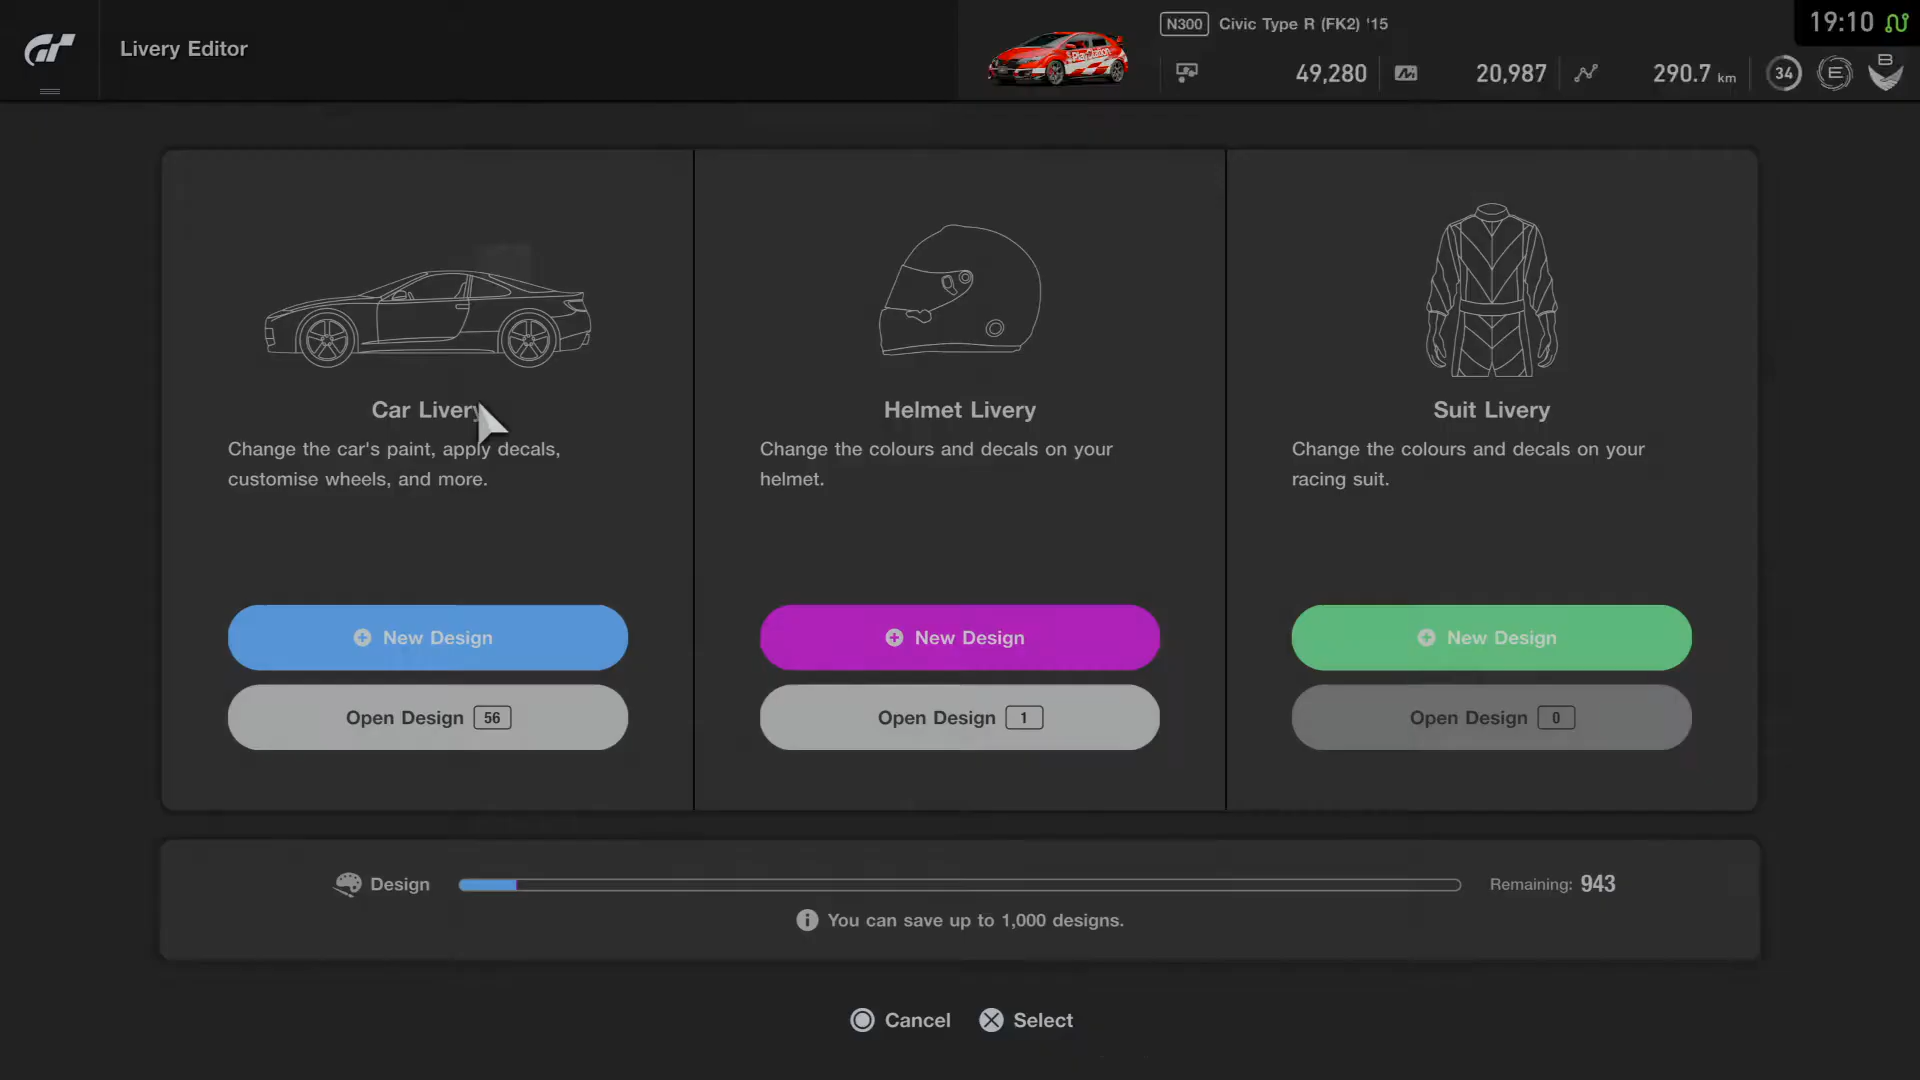 Livery Editor
N300 Civic Type R (FK2) '15
19:10
49,280 20,987 290.7 km 34 E B
PlayStation
Car Livery
Change the car's paint, apply decals,
customise wheels, and more.
New Design
Open Design 56
Helmet Livery
Change the colours and decals on your
helmet.
New Design
Open Design 1
Suit Livery
Change the colours and decals on your
racing suit.
New Design
Open Design 0
Design
Remaining: 943
You can save up to 1,000 designs.
Cancel Select